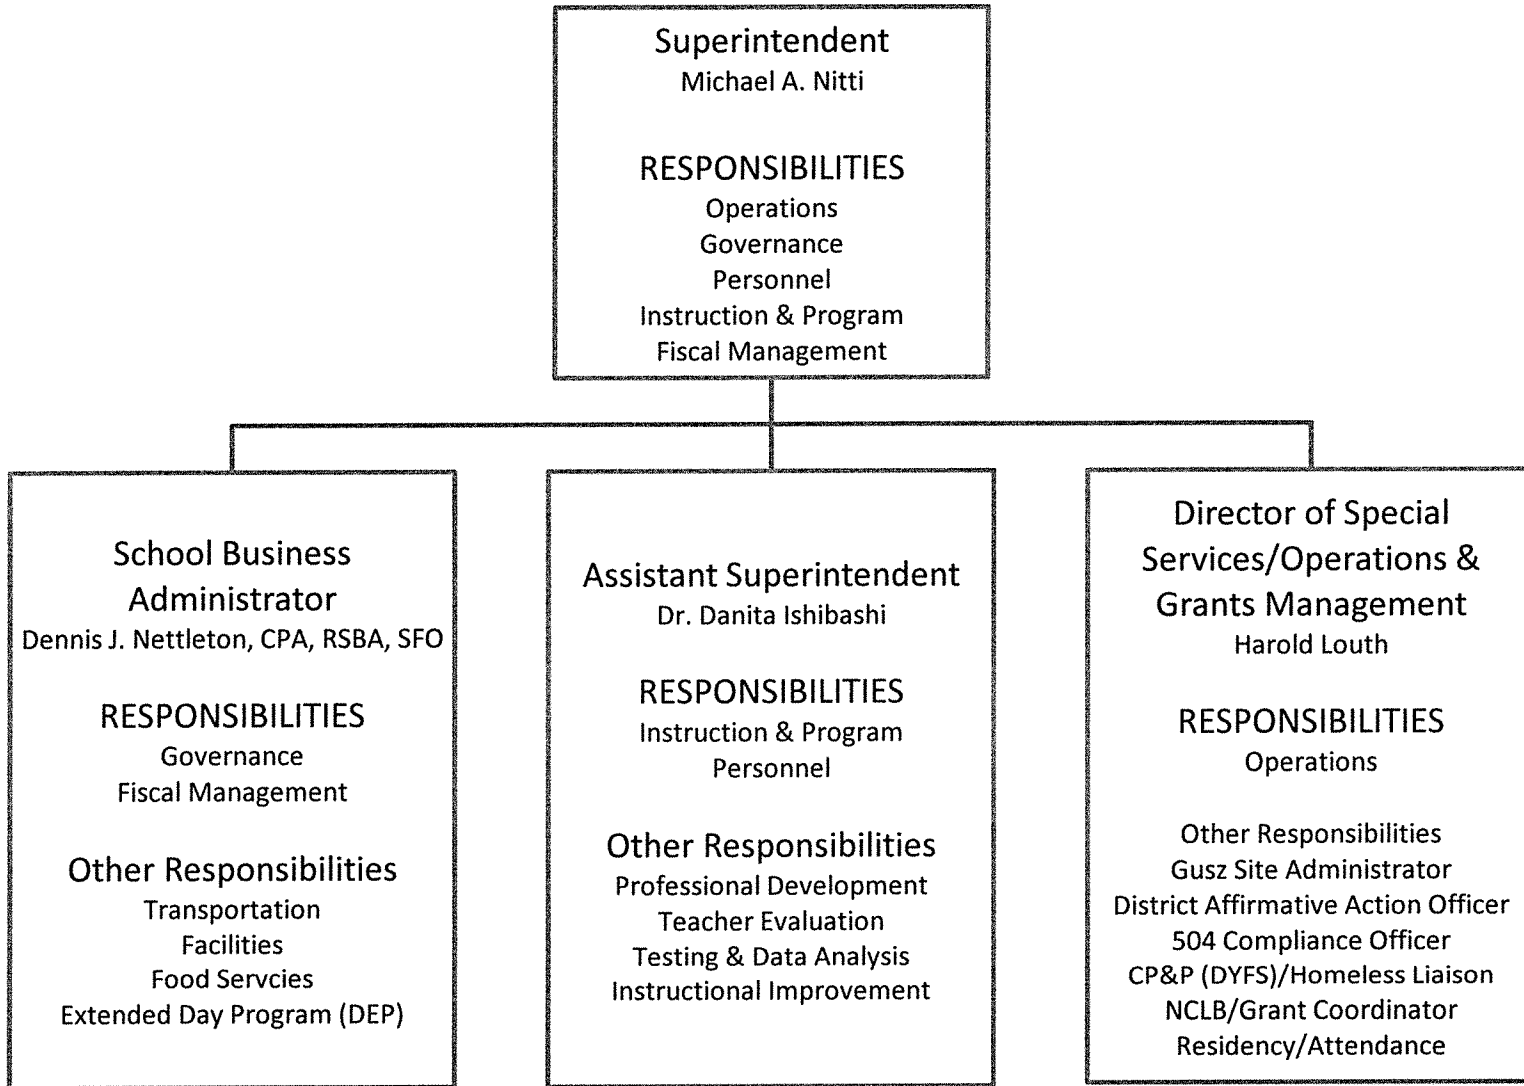 Superintendent
Michael A. Nitti
RESPONSIBILITIES
Operations
Governance
Personnel
Instruction & Program
Fiscal Management
School Business
Administrator
Dennis J. Nettleton, CPA, RSBA, SFO
RESPONSIBILITIES
Governance
Fiscal Management
Other Responsibilities
Transportation
Facilities
Food Servcies
Extended Day Program (DEP)
Assistant Superintendent
Dr. Danita Ishibashi
RESPONSIBILITIES
Instruction & Program
Personnel
Other Responsibilities
Professional Development
Teacher Evaluation
Testing & Data Analysis
Instructional Improvement
Director of Special
Services/Operations &
Grants Management
Harold Louth
RESPONSIBILITIES
Operations
Other Responsibilities
Gusz Site Administrator
District Affirmative Action Officer
504 Compliance Officer
CP&P (DYFS)/Homeless Liaison
NCLB/Grant Coordinator
Residency/Attendance